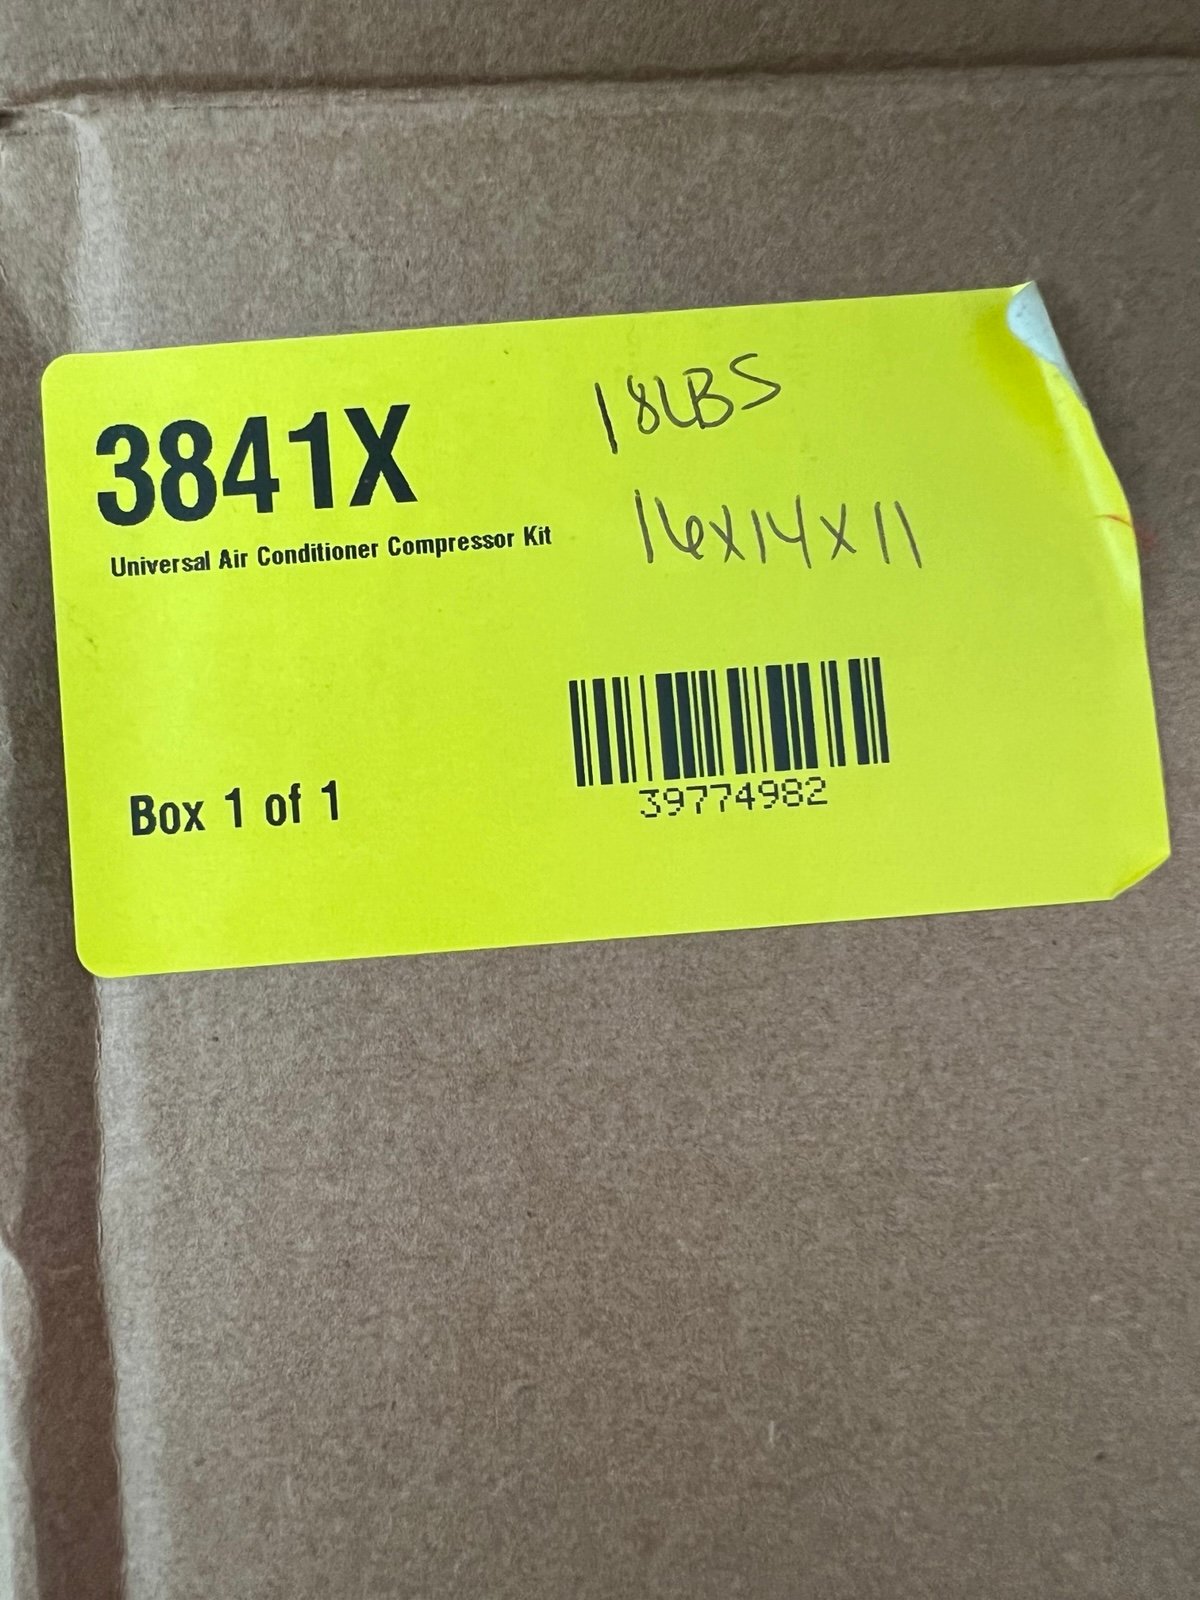 3841X
18LBS
Universal Air Conditioner Compressor Kit
16x14x11
Box 1 of 1
39774982